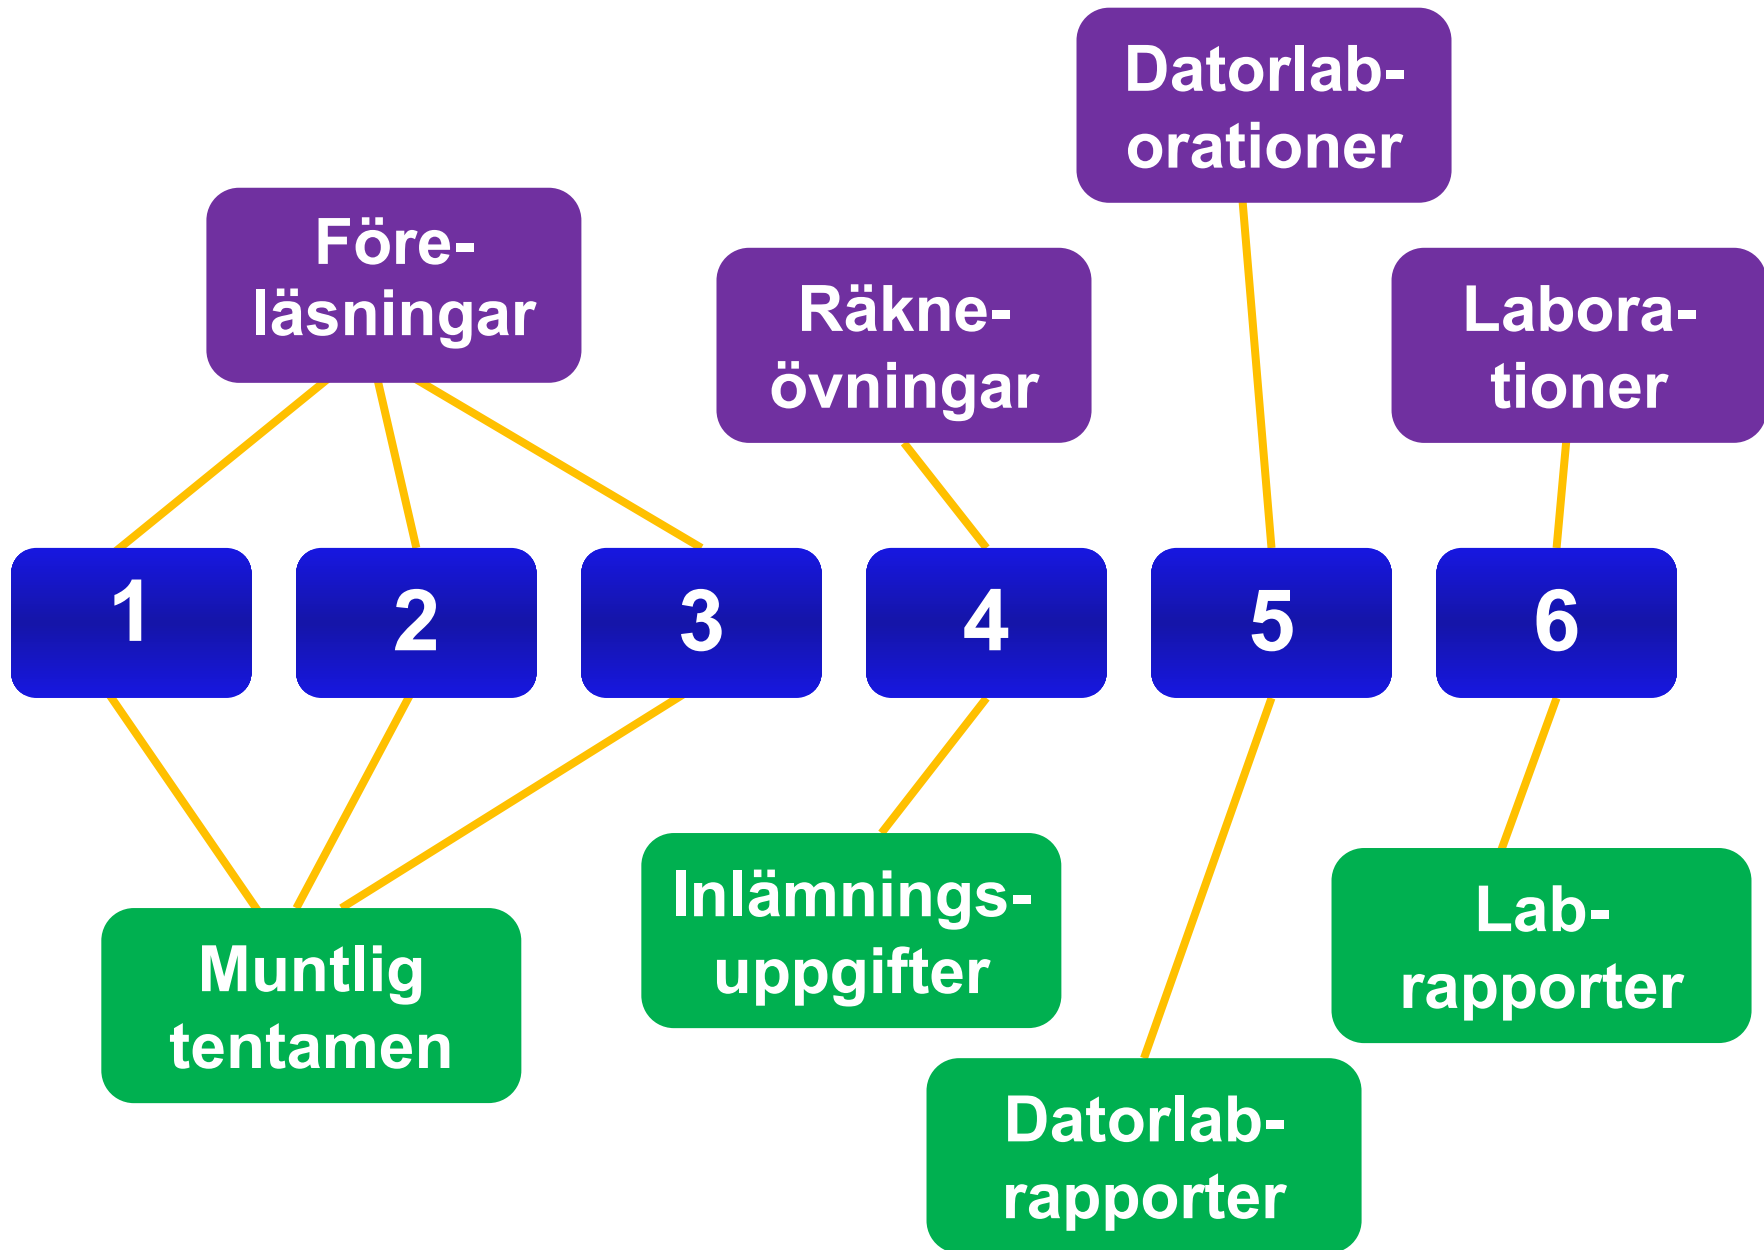 Datorlab-
orationer
Före-
läsningar
Räkne-
övningar
Labora-
tioner
1
2
3
4
5
6
Inlämnings-
uppgifter
Lab-
rapporter
Muntlig
tentamen
Datorlab-
rapporter